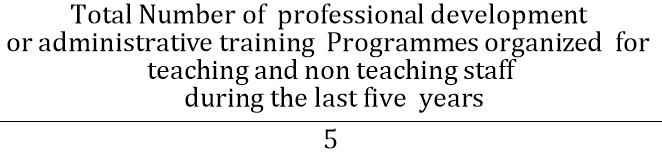 Total Number of professional development
or administrative training Programmes organized for
teaching and non teaching staff
during the last five years
5